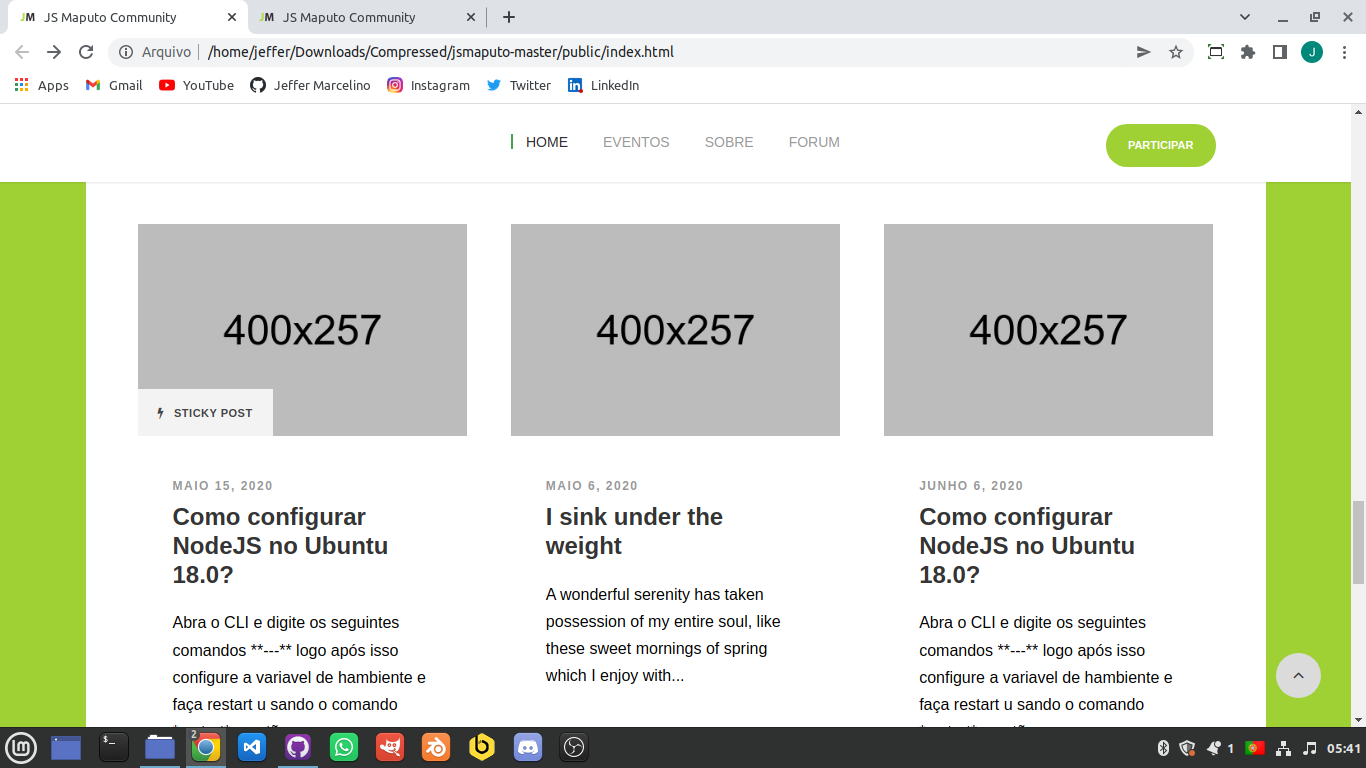 JM JS Maputo Community
JM JS Maputo Community
Arquivo /home/jeffer/Downloads/Compressed/jsmaputo-master/public/index.html
J
Apps Gmail YouTube Jeffer Marcelino Instagram Twitter LinkedIn
HOME EVENTOS SOBRE FORUM PARTICIPAR
400x257
400x257
400x257
STICKY POST
MAIO 15, 2020
Como configurar
NodeJS no Ubuntu
18.0?
Abra o CLI e digite os seguintes
comandos **---** logo após isso
configure a variavel de hambiente e
faça restart u sando o comando
MAIO 6, 2020
I sink under the
weight
A wonderful serenity has taken
possession of my entire soul, like
these sweet mornings of spring
which I enjoy with...
JUNHO 6, 2020
Como configurar
NodeJS no Ubuntu
18.0?
Abra o CLI e digite os seguintes
comandos **---** logo após isso
configure a variavel de hambiente e
faça restart u sando o comando
$_ 2 1 05:41